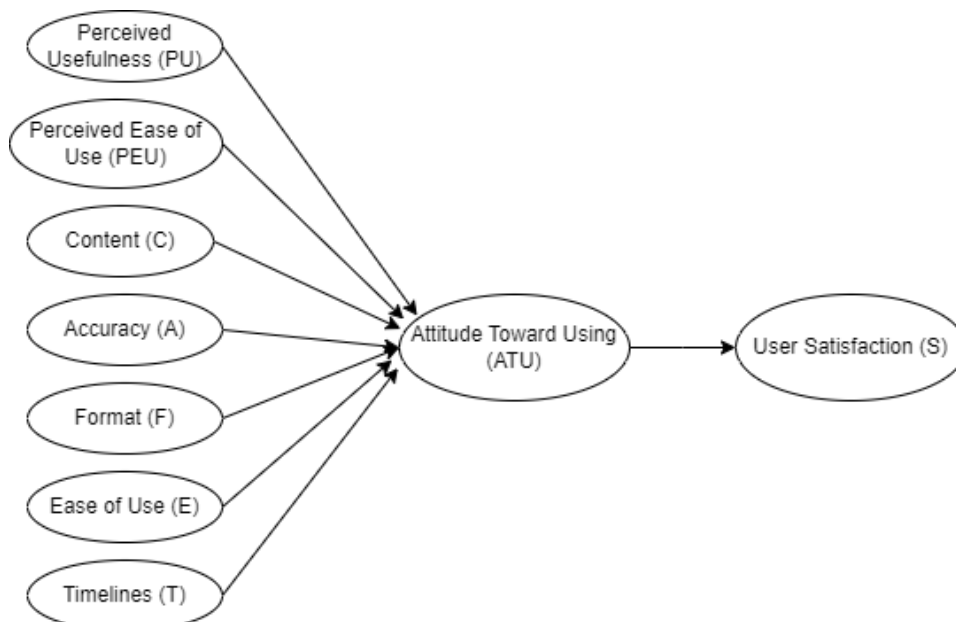 Perceived
Usefulness (PU)
Perceived Ease of
Use (PEU)
Content (C)
Accuracy (A)
Format (F)
Ease of Use (E)
Timelines (T)
Attitude Toward Using
(ATU)
User Satisfaction (S)